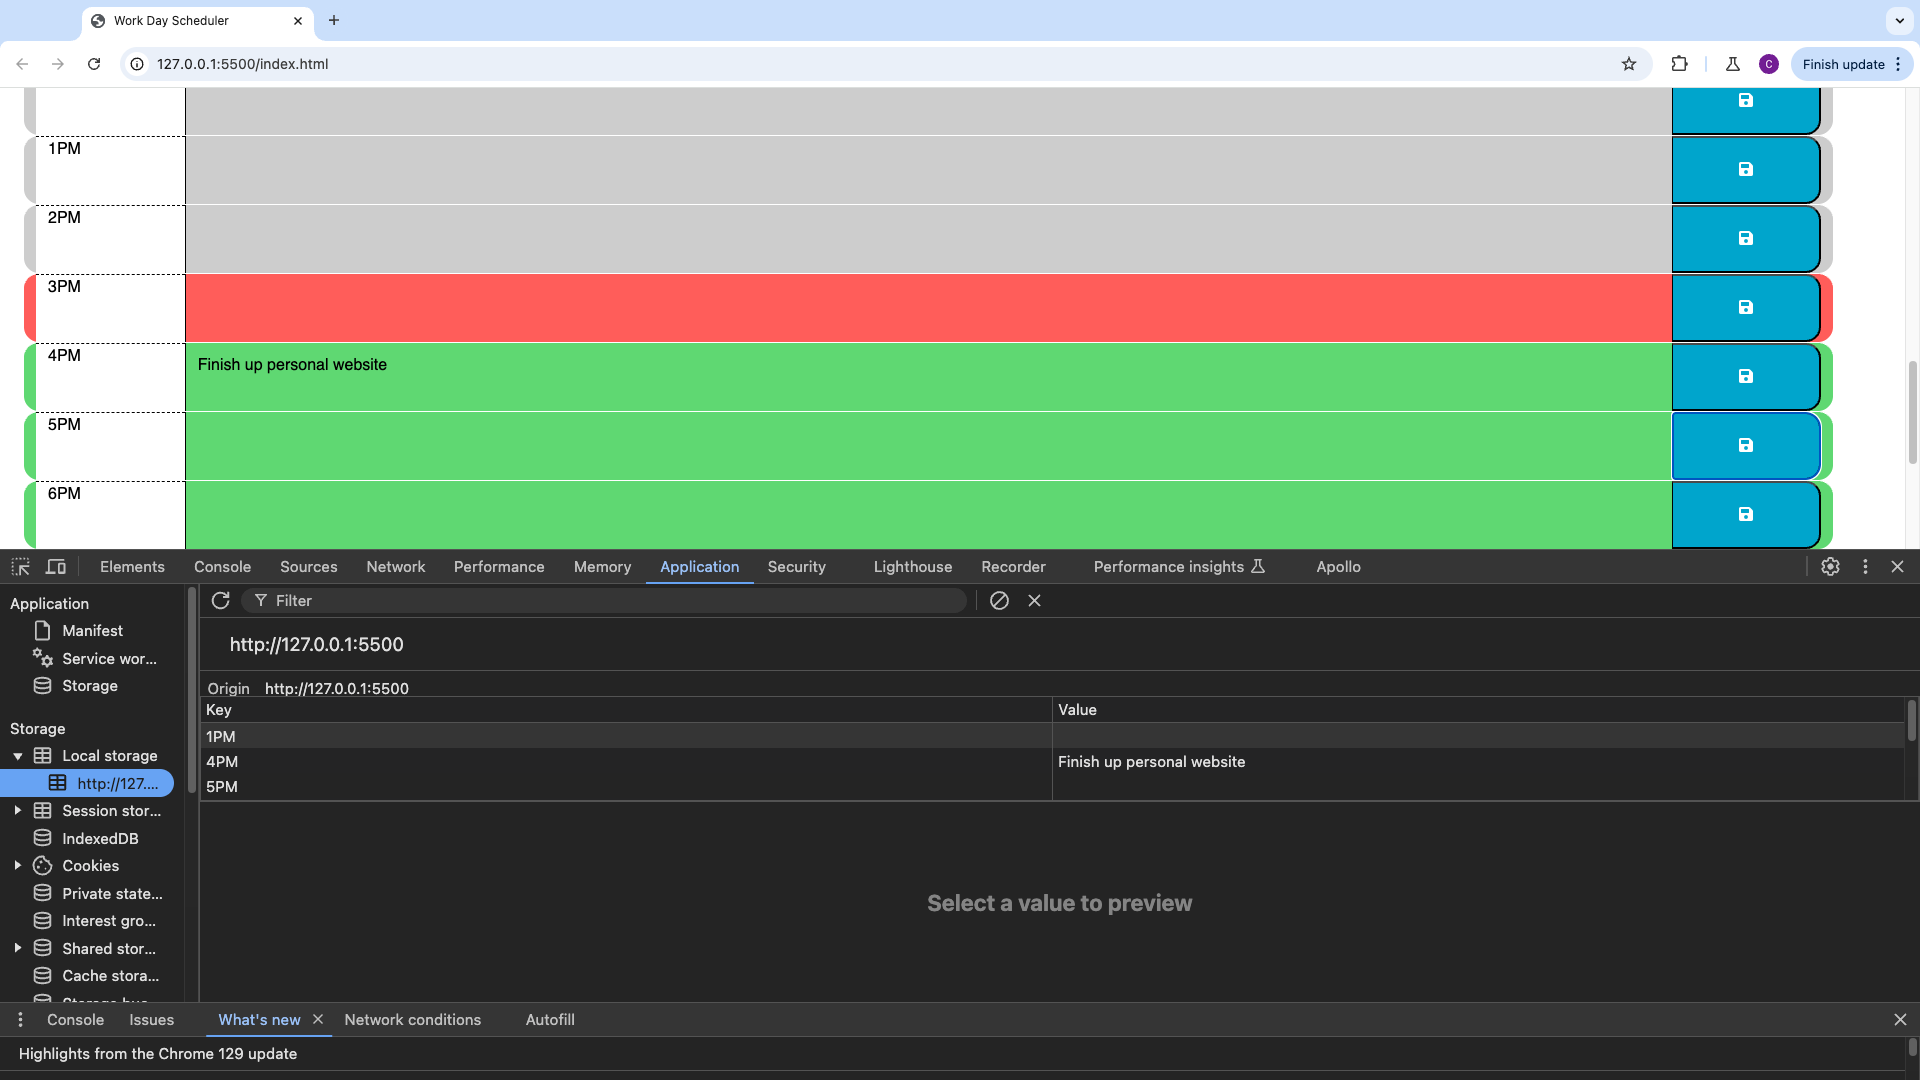 Work Day Scheduler
127.0.0.1:5500/index.html
C
Finish update
1PM
2PM
3PM
4PM
Finish up personal website
5PM
6PM
Elements
Console
Sources
Network
Performance
Memory
Application
Security
Lighthouse
Recorder
Performance insights
Apollo
Application
Manifest
Service wor...
Storage
Storage
Local storage
http://127....
Session stor...
IndexedDB
Cookies
Private state...
Interest gro...
Shared stor...
Cache stora...
Filter
http://127.0.0.1:5500
Origin http://127.0.0.1:5500
Key Value
1PM
4PM Finish up personal website
5PM
Select a value to preview
Console
Issues
What's new
Network conditions
Autofill
Highlights from the Chrome 129 update